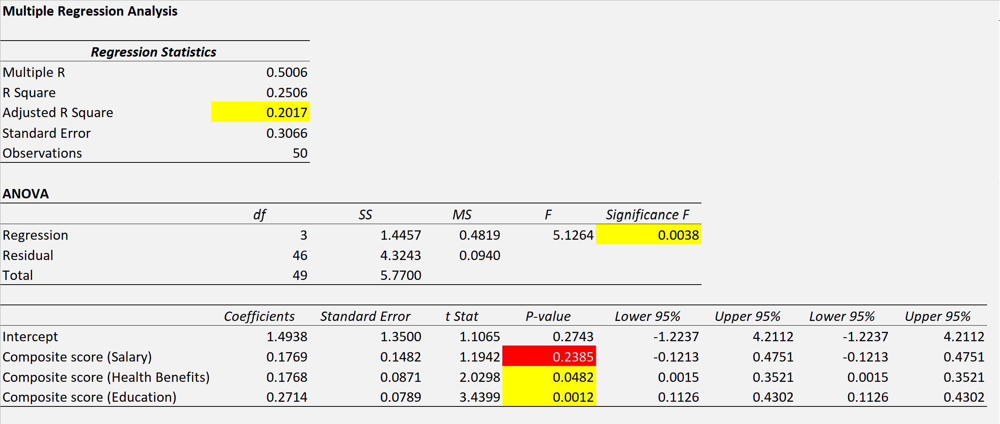 Multiple Regression Analysis
Regression Statistics
Multiple R 0.5006
R Square 0.2506
Adjusted R Square 0.2017
Standard Error 0.3066
Observations 50
ANOVA
df SS MS F Significance F
Regression 3 1.4457 0.4819 5.1264 0.0038
Residual 46 4.3243 0.0940
Total 49 5.7700
Coefficients Standard Error t Stat P-value Lower 95% Upper 95% Lower 95% Upper 95%
Intercept 1.4938 1.3500 1.1065 0.2743 -1.2237 4.2112 -1.2237 4.2112
Composite score (Salary) 0.1769 0.1482 1.1942 0.2385 -0.1213 0.4751 -0.1213 0.4751
Composite score (Health Benefits) 0.1768 0.0871 2.0298 0.0482 0.0015 0.3521 0.0015 0.3521
Composite score (Education) 0.2714 0.0789 3.4399 0.0012 0.1126 0.4302 0.1126 0.4302